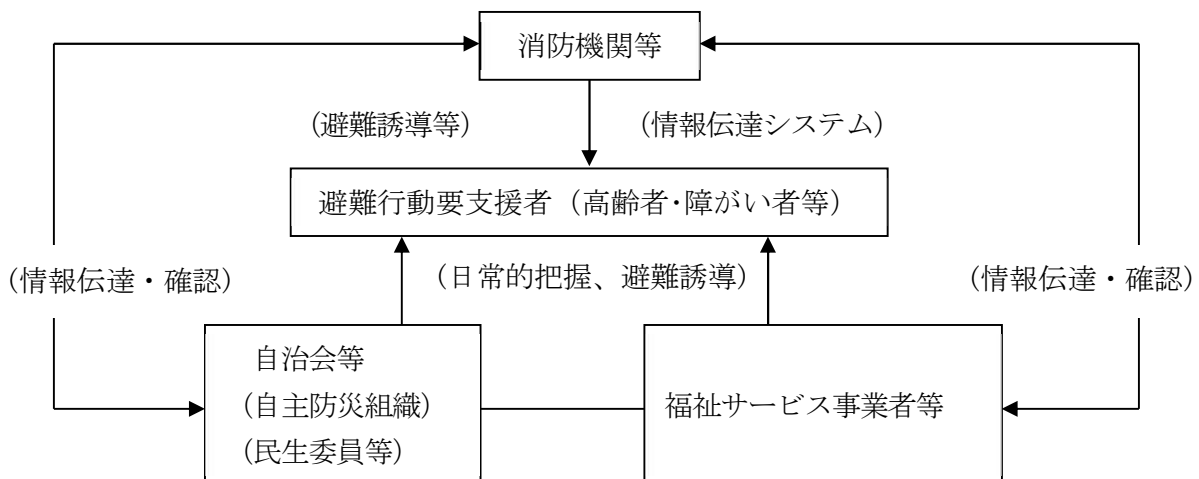 消防機関等
（避難誘導等）
（情報伝達システム）
避難行動要支援者（高齢者･障がい者等）
（情報伝達・確認）
（日常的把握、避難誘導）
（情報伝達・確認）
自治会等
（自主防災組織）
（民生委員等）
福祉サービス事業者等